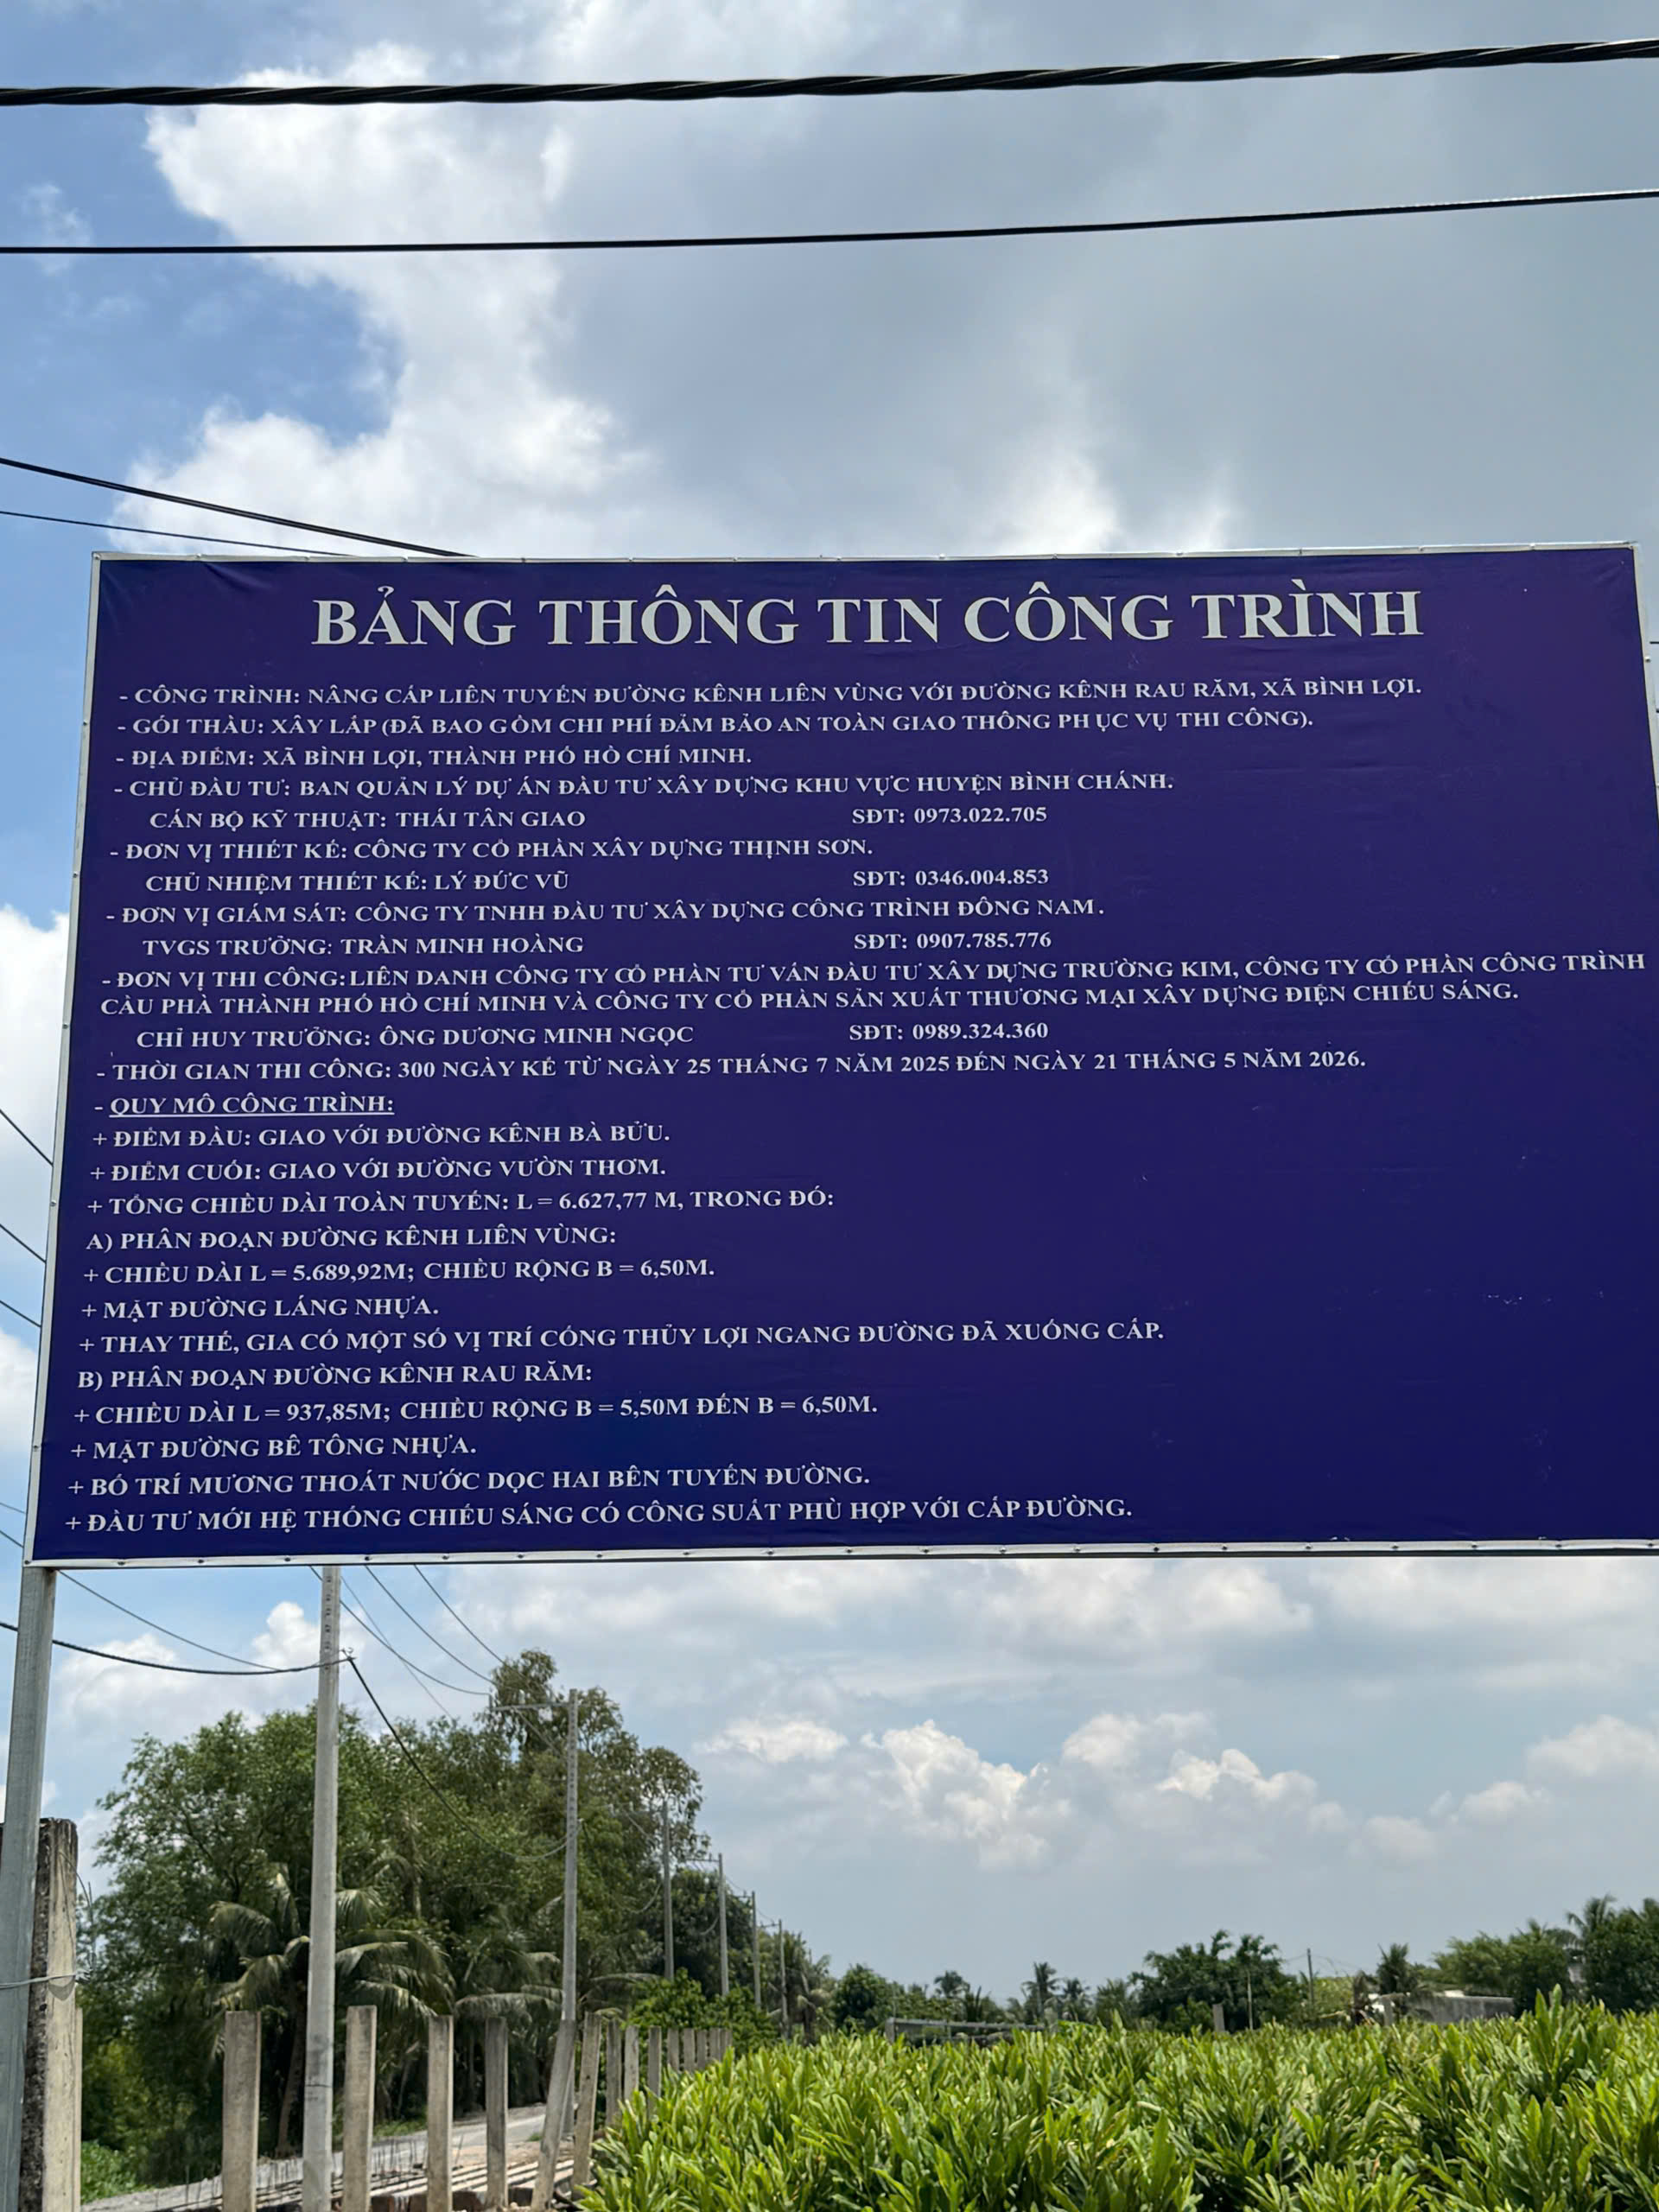 BẢNG THÔNG TIN CÔNG TRÌNH
- CÔNG TRÌNH: NÂNG CẤP LIÊN TUYẾN ĐƯỜNG KÊNH LIÊN VÙNG VỚI ĐƯỜNG KÊNH RAU RĂM, XÃ BÌNH LỢI.
- GÓI THẦU: XÂY LẮP (ĐÃ BAO GỒM CHI PHÍ ĐẢM BẢO AN TOÀN GIAO THÔNG PHỤC VỤ THI CÔNG).
- ĐỊA ĐIỂM: XÃ BÌNH LỢI, THÀNH PHỐ HỒ CHÍ MINH.
- CHỦ ĐẦU TƯ: BAN QUẢN LÝ DỰ ÁN ĐẦU TƯ XÂY DỰNG KHU VỰC HUYỆN BÌNH CHÁNH.
CÁN BỘ KỸ THUẬT: THÁI TÂN GIAO SĐT: 0973.022.705
- ĐƠN VỊ THIẾT KẾ: CÔNG TY CỔ PHẦN XÂY DỰNG THỊNH SƠN.
CHỦ NHIỆM THIẾT KẾ: LÝ ĐỨC VŨ SĐT: 0346.004.853
- ĐƠN VỊ GIÁM SÁT: CÔNG TY TNHH ĐẦU TƯ XÂY DỰNG CÔNG TRÌNH ĐÔNG NAM.
TVGS TRƯỞNG: TRẦN MINH HOÀNG SĐT: 0907.785.776
- ĐƠN VỊ THI CÔNG: LIÊN DANH CÔNG TY CỔ PHẦN TƯ VẤN ĐẦU TƯ XÂY DỰNG TRƯỜNG KIM, CÔNG TY CỔ PHẦN CÔNG TRÌNH
CẦU PHÀ THÀNH PHỐ HỒ CHÍ MINH VÀ CÔNG TY CỔ PHẦN SẢN XUẤT THƯƠNG MẠI XÂY DỰNG ĐIỆN CHIẾU SÁNG.
CHỈ HUY TRƯỞNG: ÔNG DƯƠNG MINH NGỌC SĐT: 0989.324.360
- THỜI GIAN THI CÔNG: 300 NGÀY KỂ TỪ NGÀY 25 THÁNG 7 NĂM 2025 ĐẾN NGÀY 21 THÁNG 5 NĂM 2026.
- QUY MÔ CÔNG TRÌNH:
+ ĐIỂM ĐẦU: GIAO VỚI ĐƯỜNG KÊNH BÀ BỬU.
+ ĐIỂM CUỐI: GIAO VỚI ĐƯỜNG VƯỜN THƠM.
+ TỔNG CHIỀU DÀI TOÀN TUYẾN: L = 6.627,77 M, TRONG ĐÓ:
A) PHÂN ĐOẠN ĐƯỜNG KÊNH LIÊN VÙNG:
+ CHIỀU DÀI L = 5.689,92M; CHIỀU RỘNG B = 6,50M.
+ MẶT ĐƯỜNG LÁNG NHỰA.
+ THAY THẾ, GIA CỐ MỘT SỐ VỊ TRÍ CỐNG THỦY LỢI NGANG ĐƯỜNG ĐÃ XUỐNG CẤP.
B) PHÂN ĐOẠN ĐƯỜNG KÊNH RAU RĂM:
+ CHIỀU DÀI L = 937,85M; CHIỀU RỘNG B = 5,50M ĐẾN B = 6,50M.
+ MẶT ĐƯỜNG BÊ TÔNG NHỰA.
+ BỐ TRÍ MƯƠNG THOÁT NƯỚC DỌC HAI BÊN TUYẾN ĐƯỜNG.
+ ĐẦU TƯ MỚI HỆ THỐNG CHIẾU SÁNG CÓ CÔNG SUẤT PHÙ HỢP VỚI CẤP ĐƯỜNG.